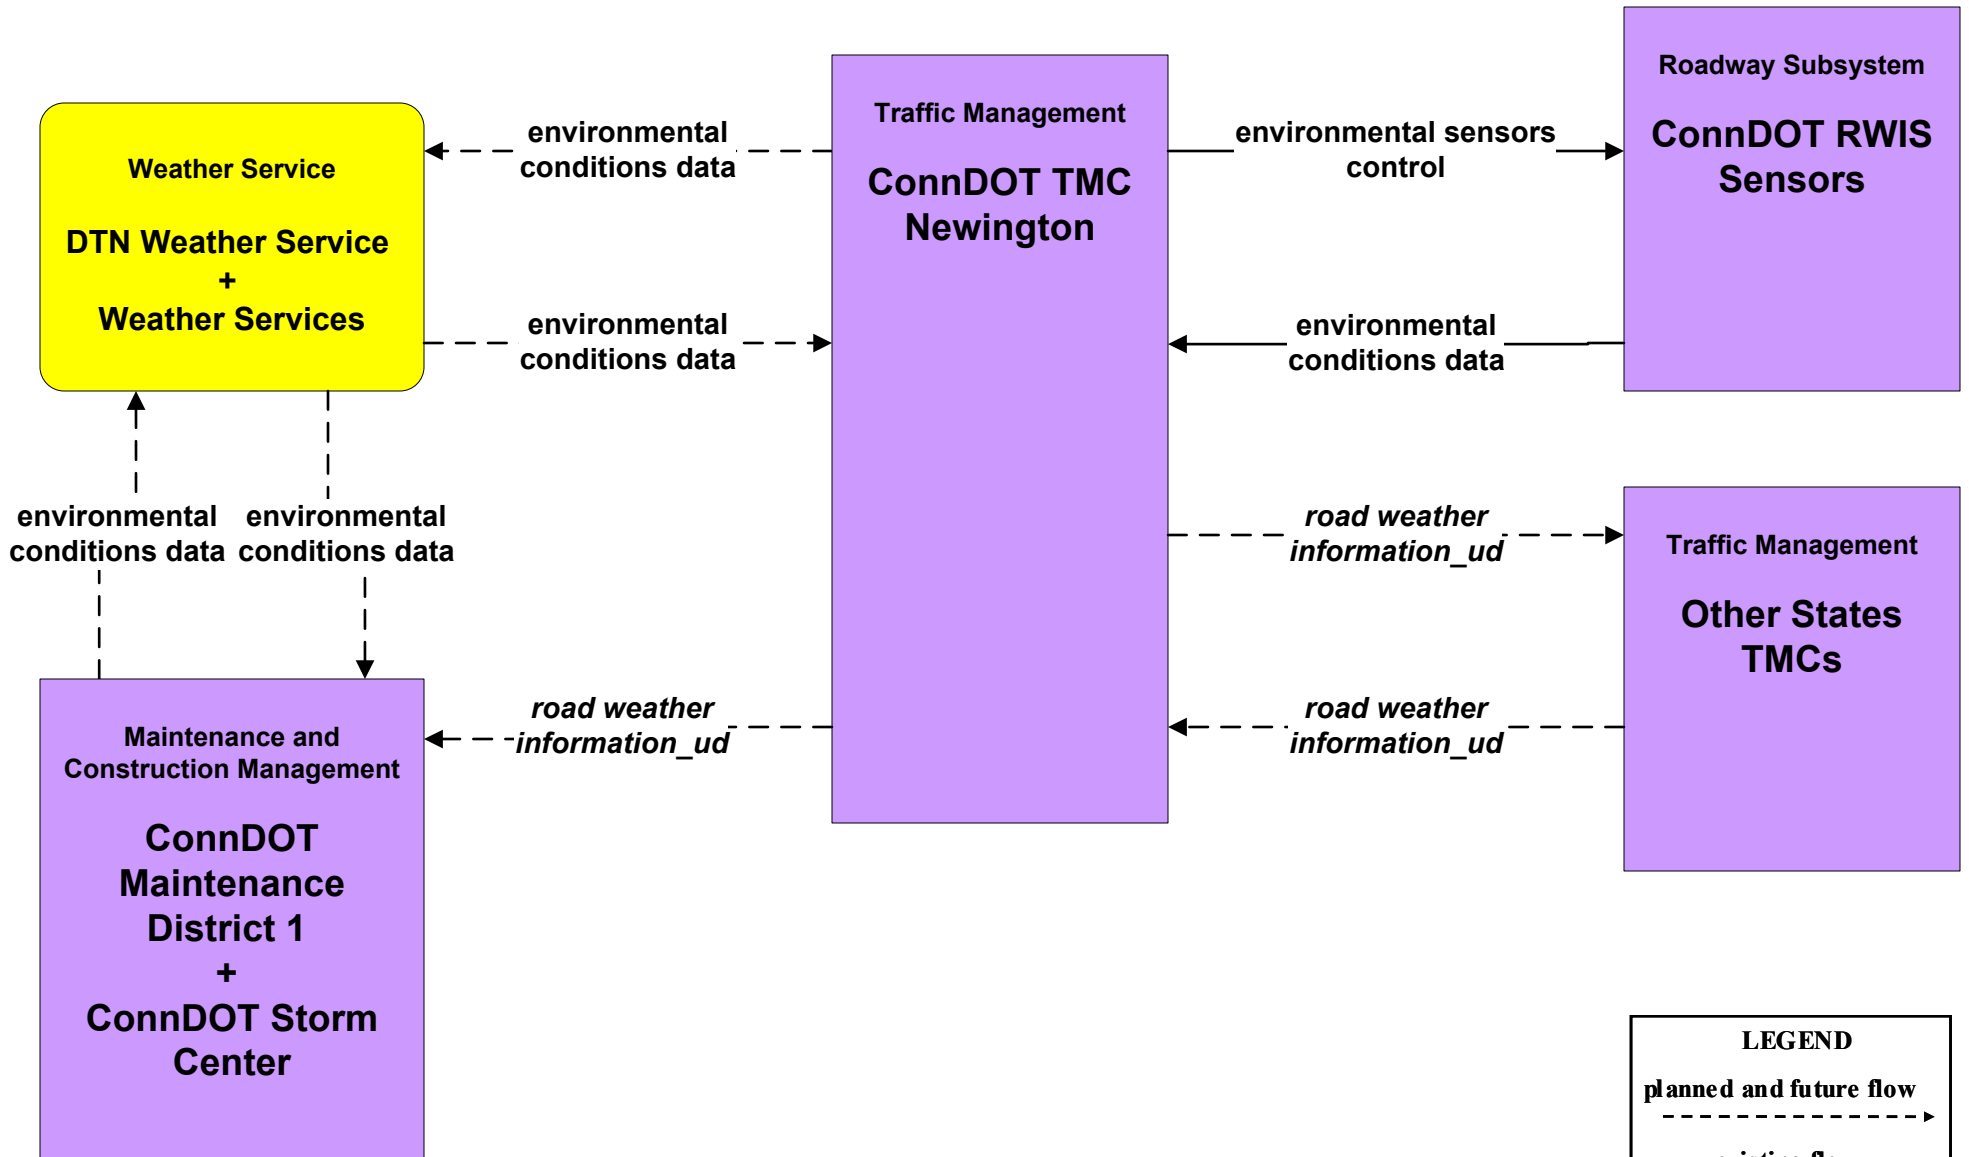 Weather Service
DTN Weather Service
+
Weather Services
environmental
conditions data
environmental
conditions data
Traffic Management
ConnDOT TMC
Newington
environmental sensors
control
environmental
conditions data
Roadway Subsystem
ConnDOT RWIS
Sensors
environmental
conditions data
environmental
conditions data
road weather
information_ud
road weather
information_ud
road weather
information_ud
Traffic Management
Other States
TMCs
Maintenance and
Construction Management
ConnDOT
Maintenance
District 1
+
ConnDOT Storm
Center
LEGEND
planned and future flow